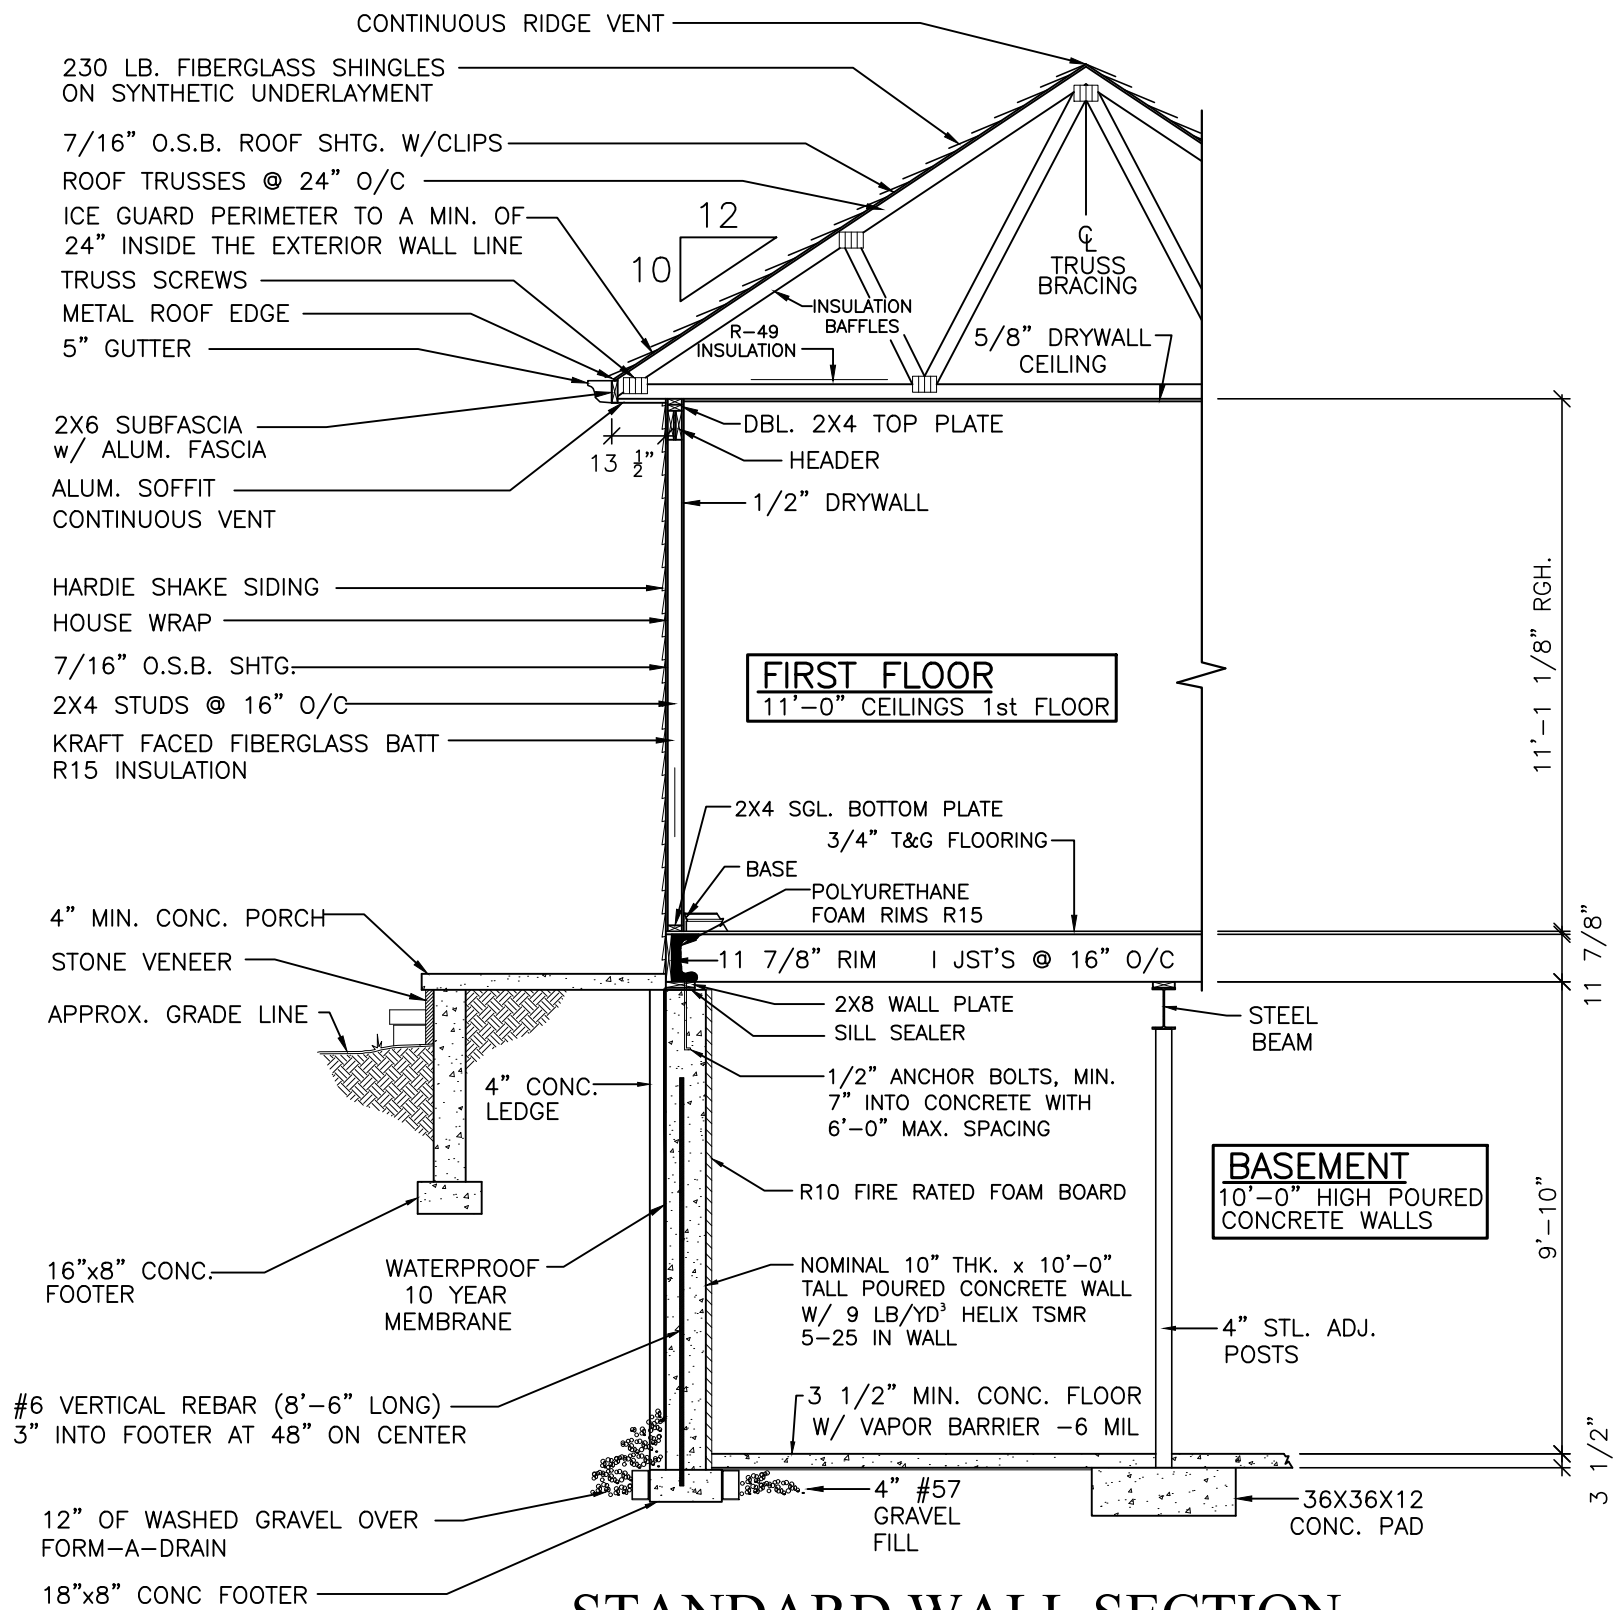 CONTINUOUS RIDGE VENT
230 LB. FIBERGLASS SHINGLES
ON SYNTHETIC UNDERLAYMENT
7/16" O.S.B. ROOF SHTG. W/CLIPS
ROOF TRUSSES @ 24" O/C
ICE GUARD PERIMETER TO A MIN. OF
24" INSIDE THE EXTERIOR WALL LINE
TRUSS SCREWS
METAL ROOF EDGE
5" GUTTER
2X6 SUBFASCIA
w/ ALUM. FASCIA
ALUM. SOFFIT
CONTINUOUS VENT
HARDIE SHAKE SIDING
HOUSE WRAP
7/16" O.S.B. SHTG.
2X4 STUDS @ 16" O/C
KRAFT FACED FIBERGLASS BATT
R15 INSULATION
4" MIN. CONC. PORCH
STONE VENEER
APPROX. GRADE LINE
16"x8" CONC.
FOOTER
#6 VERTICAL REBAR (8'-6" LONG)
3" INTO FOOTER AT 48" ON CENTER
12" OF WASHED GRAVEL OVER
FORM-A-DRAIN
18"x8" CONC FOOTER
12
10
INSULATION
BAFFLES
R-49
INSULATION
℄
TRUSS
BRACING
5/8" DRYWALL
CEILING
DBL. 2X4 TOP PLATE
13 1/2"
HEADER
1/2" DRYWALL
FIRST FLOOR
11'-0" CEILINGS 1st FLOOR
2X4 SGL. BOTTOM PLATE
3/4" T&G FLOORING
BASE
POLYURETHANE
FOAM RIMS R15
11 7/8" RIM
I JST'S @ 16" O/C
2X8 WALL PLATE
SILL SEALER
STEEL
BEAM
4" CONC.
LEDGE
1/2" ANCHOR BOLTS, MIN.
7" INTO CONCRETE WITH
6'-0" MAX. SPACING
R10 FIRE RATED FOAM BOARD
BASEMENT
10'-0" HIGH POURED
CONCRETE WALLS
WATERPROOF
10 YEAR
MEMBRANE
NOMINAL 10" THK. x 10'-0"
TALL POURED CONCRETE WALL
W/ 9 LB/YD³ HELIX TSMR
5-25 IN WALL
4" STL. ADJ.
POSTS
3 1/2" MIN. CONC. FLOOR
W/ VAPOR BARRIER -6 MIL
4" #57
GRAVEL
FILL
36X36X12
CONC. PAD
11'-1 1/8" RGH.
11 7/8"
9'-10"
3 1/2"
STANDARD WALL SECTION